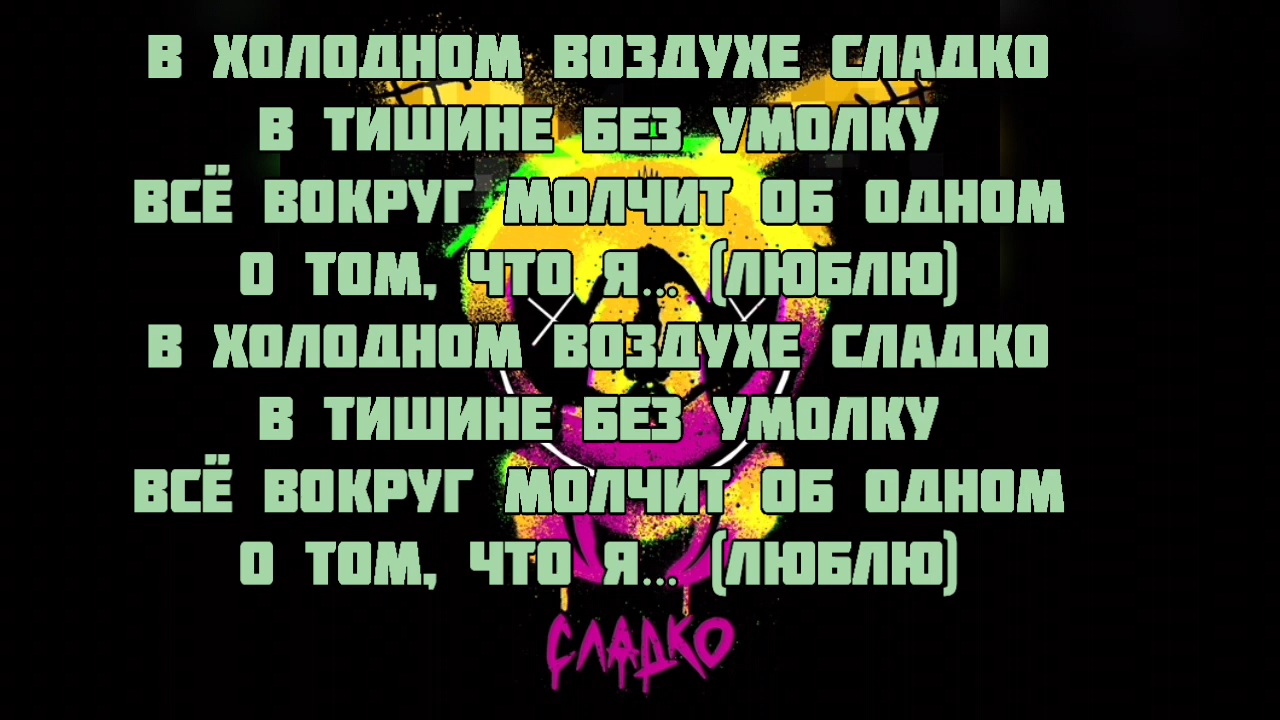 В ХОЛОДНОМ ВОЗДУХЕ СЛАДКО
В ТИШИНЕ БЕЗ УМОЛКУ
ВСЁ ВОКРУГ МОЛЧИТ ОБ ОДНОМ
О ТОМ, ЧТО Я... (ЛЮБЛЮ)
В ХОЛОДНОМ ВОЗДУХЕ СЛАДКО
В ТИШИНЕ БЕЗ УМОЛКУ
ВСЁ ВОКРУГ МОЛЧИТ ОБ ОДНОМ
О ТОМ, ЧТО Я... (ЛЮБЛЮ)
СЛАДКО